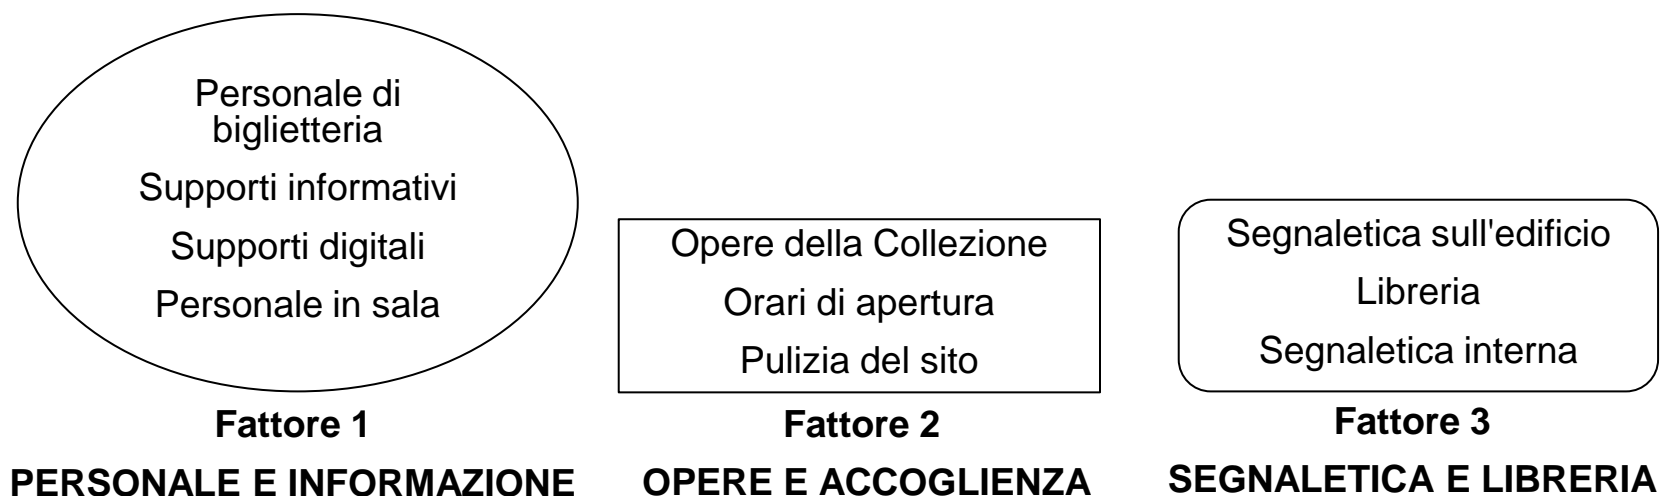 Personale di
biglietteria
Supporti informativi
Supporti digitali
Personale in sala
Fattore 1
PERSONALE E INFORMAZIONE
Opere della Collezione
Orari di apertura
Pulizia del sito
Fattore 2
OPERE E ACCOGLIENZA
Segnaletica sull'edificio
Libreria
Segnaletica interna
Fattore 3
SEGNALETICA E LIBRERIA